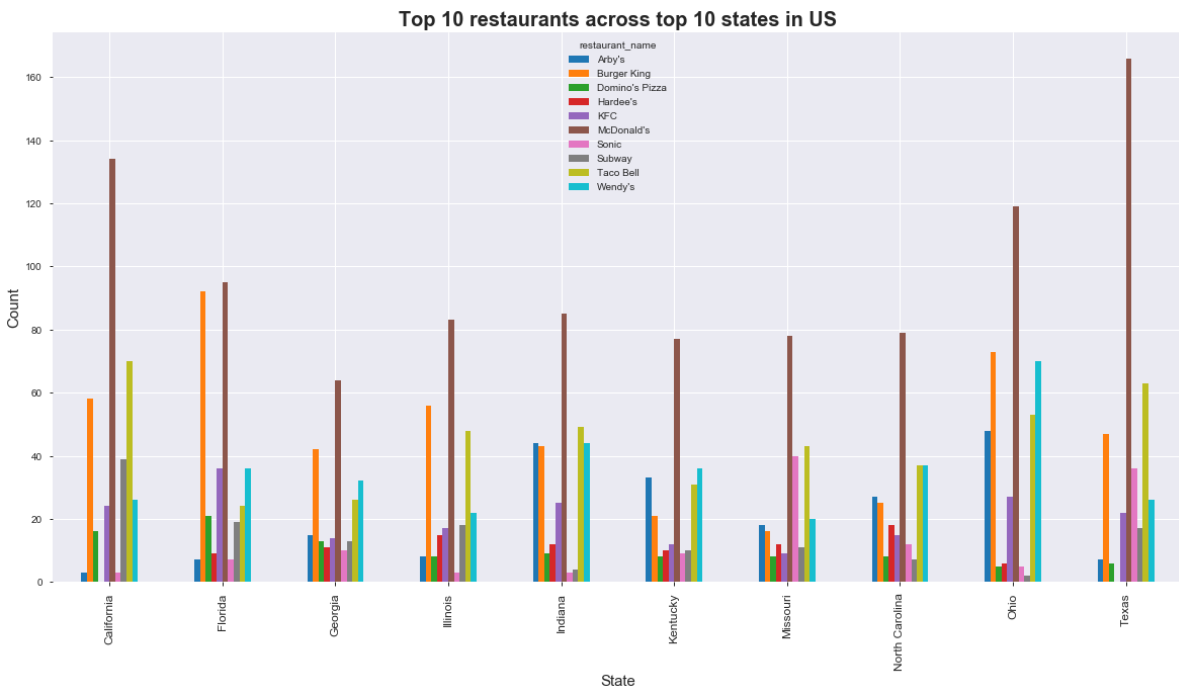 Top 10 restaurants across top 10 states in US
restaurant_name
Arby's
Burger King
Domino's Pizza
Hardee's
KFC
McDonald's
Sonic
Subway
Taco Bell
Wendy's
Count
160
140
120
100
80
60
40
20
0
California
Florida
Georgia
Illinois
Indiana
Kentucky
Missouri
North Carolina
Ohio
Texas
State